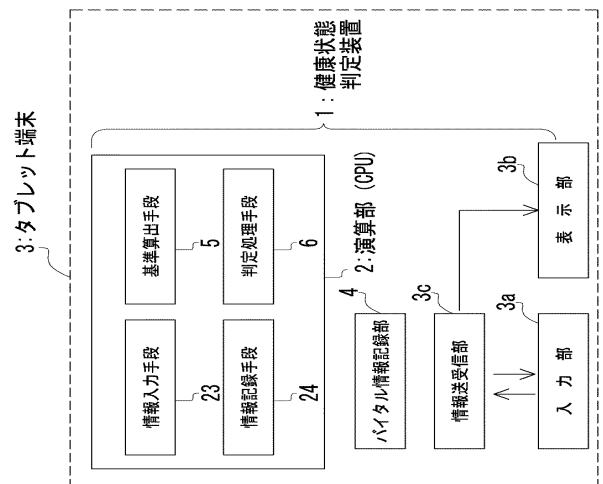 3:タブレット端末
1:健康状態
判定装置
情報入力手段
23
基準算出手段
5
情報記録手段
24
判定処理手段
6
2:演算部 (CPU)
バイタル情報記録部
4
情報送受信部
3c
入力部
3a
表示部
3b